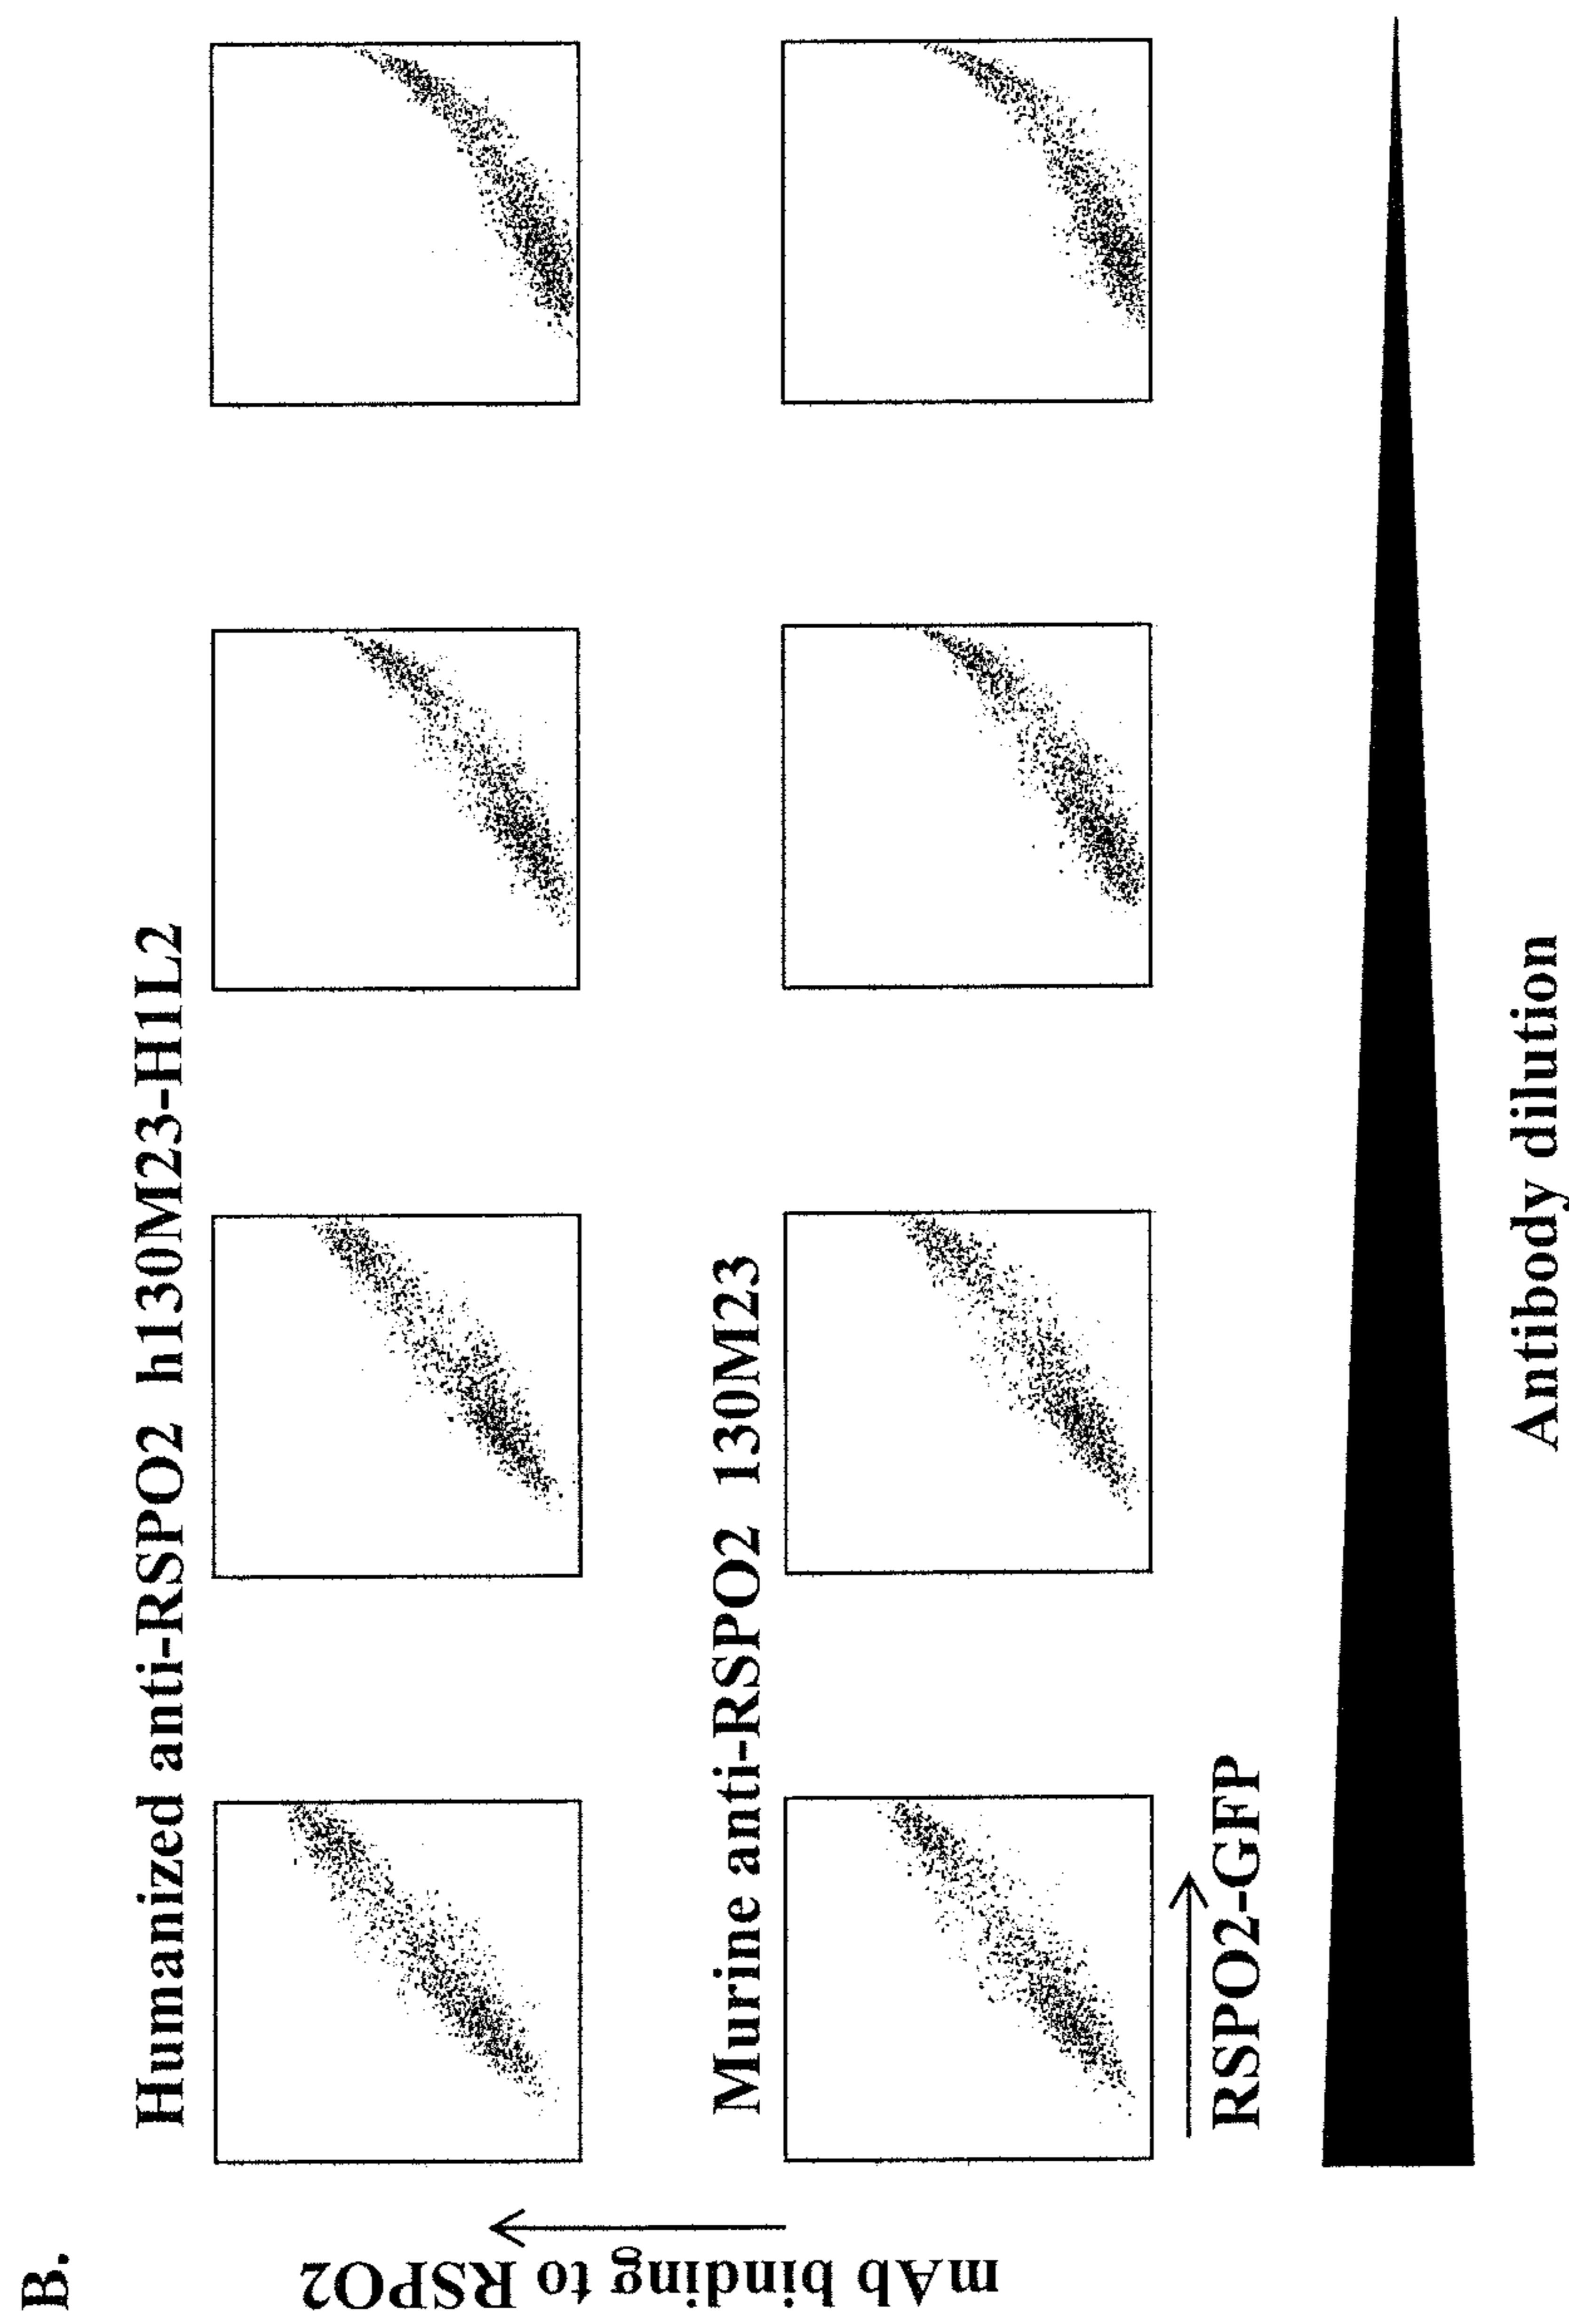 B.
Humanized anti-RSPO2 h130M23-H1L2
Murine anti-RSPO2 130M23
mAb binding to RSPO2
RSPO2-GFP
Antibody dilution